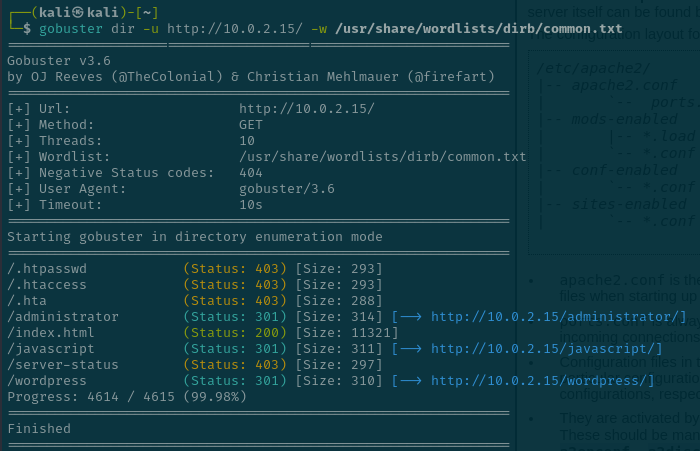 (kali㉿kali)-[~]
$ gobuster dir -u http://10.0.2.15/ -w /usr/share/wordlists/dirb/common.txt
Gobuster v3.6
by OJ Reeves (@TheColonial) & Christian Mehlmauer (@firefart)
[+] Url: http://10.0.2.15/
[+] Method: GET
[+] Threads: 10
[+] Wordlist: /usr/share/wordlists/dirb/common.txt
[+] Negative Status codes: 404
[+] User Agent: gobuster/3.6
[+] Timeout: 10s
Starting gobuster in directory enumeration mode
/.htpasswd (Status: 403) [Size: 293]
/.htaccess (Status: 403) [Size: 293]
/.hta (Status: 403) [Size: 288]
/administrator (Status: 301) [Size: 314] [--> http://10.0.2.15/administrator/]
/index.html (Status: 200) [Size: 11321]
/javascript (Status: 301) [Size: 311] [--> http://10.0.2.15/javascript/]
/server-status (Status: 403) [Size: 297]
/wordpress (Status: 301) [Size: 310] [--> http://10.0.2.15/wordpress/]
Progress: 4614 / 4615 (99.98%)
Finished
server itself can be found
The configuration layout fo
/etc/apache2/
|-- apache2.conf
| `-- ports.
|-- mods-enabled
| |-- *.load
| `-- *.conf
|-- conf-enabled
| `-- *.conf
|-- sites-enabled
| `-- *.conf
• apache2.conf is the
files when starting up
incoming connections
• Configuration files in t
configurations, respec
• They are activated by
These should be man